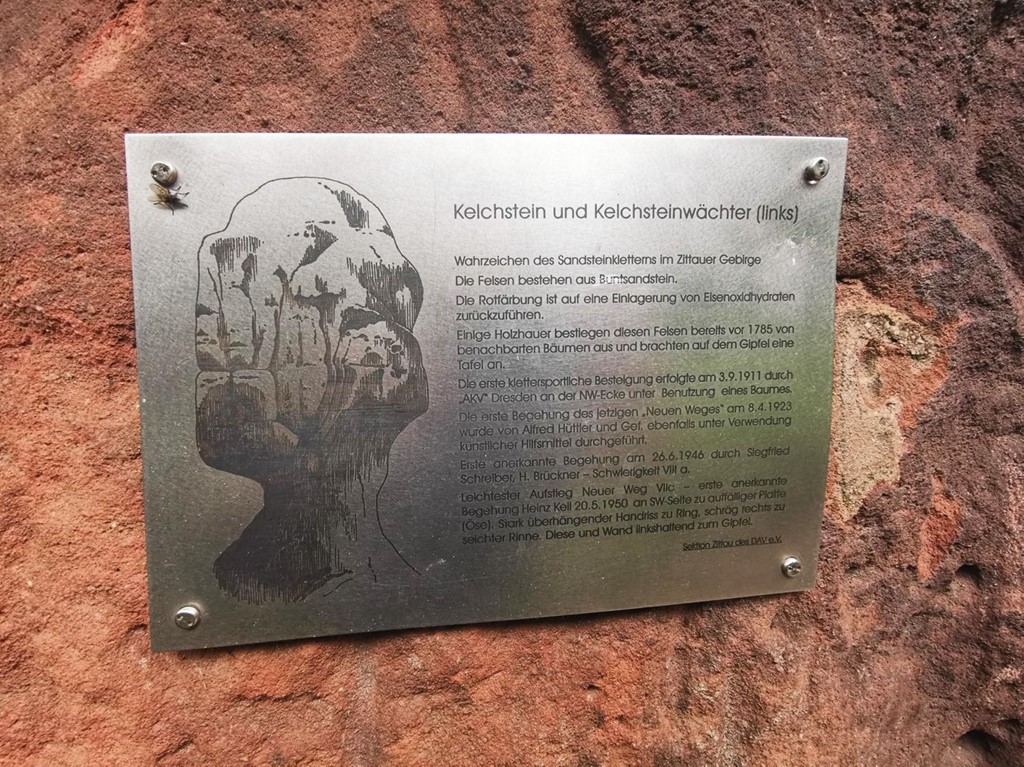 Kelchstein und Kelchsteinwächter (links)
Wahrzeichen des Sandsteinkletterns im Zittauer Gebirge
Die Felsen bestehen aus Buntsandstein.
Die Rotfärbung ist auf eine Einlagerung von Eisenoxidhydraten
zurückzuführen.
Einige Holzhauer bestiegen diesen Felsen bereits vor 1785 von
benachbarten Bäumen aus und brachten auf dem Gipfel eine
Tafel an.
Die erste klettersportliche Besteigung erfolgte am 3.9.1911 durch
„AKV“ Dresden an der NW-Ecke unter Benutzung eines Baumes.
Die erste Begehung des jetzigen „Neuen Weges“ am 8.4.1923
wurde von Alfred Hüttler und Gef. ebenfalls unter Verwendung
künstlicher Hilfsmittel durchgeführt.
Erste anerkannte Begehung am 26.6.1946 durch Siegfried
Schreiber, H. Brückner – Schwierigkeit VIII a.
Leichtester Aufstieg Neuer Weg VIIc – erste anerkannte
Begehung Heinz Keil 20.5.1950 an SW-Seite zu auffälliger Platte
(Öse). Stark überhängender Handriss zu Ring, schräg rechts zu
seichter Rinne. Diese und Wand linkshaltend zum Gipfel.
Sektion Zittau des DAV e.V.